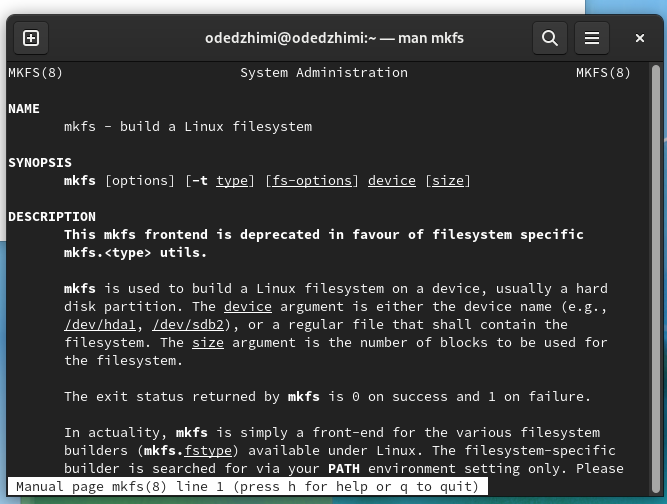 odedzhimi@odedzhimi:~ — man mkfs
MKFS(8) System Administration MKFS(8)
NAME
mkfs - build a Linux filesystem
SYNOPSIS
mkfs [options] [-t type] [fs-options] device [size]
DESCRIPTION
This mkfs frontend is deprecated in favour of filesystem specific
mkfs.<type> utils.
mkfs is used to build a Linux filesystem on a device, usually a hard
disk partition. The device argument is either the device name (e.g.,
/dev/hda1, /dev/sdb2), or a regular file that shall contain the
filesystem. The size argument is the number of blocks to be used for
the filesystem.
The exit status returned by mkfs is 0 on success and 1 on failure.
In actuality, mkfs is simply a front-end for the various filesystem
builders (mkfs.fstype) available under Linux. The filesystem-specific
builder is searched for via your PATH environment setting only. Please
Manual page mkfs(8) line 1 (press h for help or q to quit)